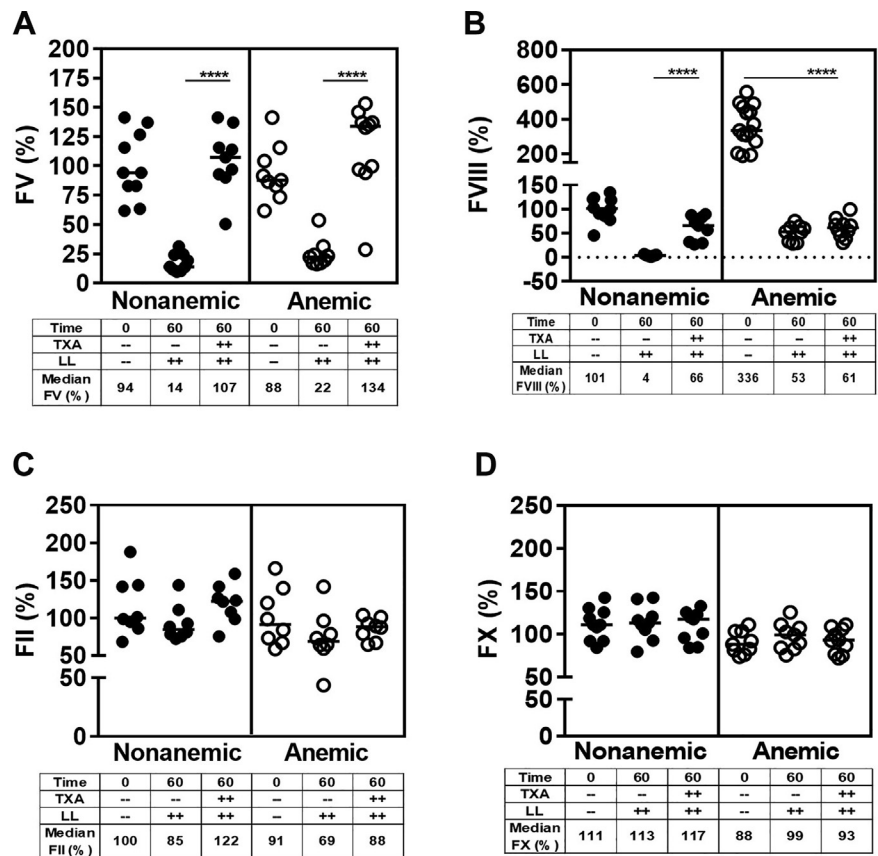 A
FV (%)
200
175
150
125
100
75
50
25
0
**** ****
Nonanemic Anemic
Time 0 60 60 0 60 60
TXA -- -- ++ -- -- ++
LL -- ++ ++ -- ++ ++
Median FV (%) 94 14 107 88 22 134
B
FVIII (%)
800
600
400
200
150
100
50
0
-50
**** ****
Nonanemic Anemic
Time 0 60 60 0 60 60
TXA -- -- ++ -- -- ++
LL -- ++ ++ -- ++ ++
Median FVIII (%) 101 4 66 336 53 61
C
FII (%)
250
200
150
100
50
50
0
Nonanemic Anemic
Time 0 60 60 0 60 60
TXA -- -- ++ -- -- ++
LL -- ++ ++ -- ++ ++
Median FII (%) 100 85 122 91 69 88
D
FX (%)
250
200
150
100
50
50
0
Nonanemic Anemic
Time 0 60 60 0 60 60
TXA -- -- ++ -- -- ++
LL -- ++ ++ -- ++ ++
Median FX (%) 111 113 117 88 99 93